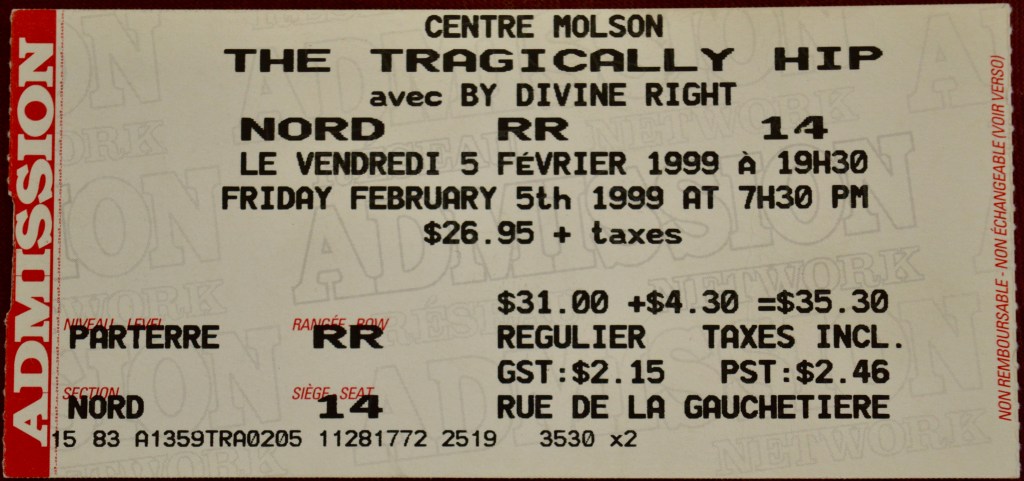 ADMISSION
CENTRE MOLSON
THE TRAGICALLY HIP
avec BY DIVINE RIGHT
NORD RR 14
LE VENDREDI 5 FÉVRIER 1999 À 19H30
FRIDAY FEBRUARY 5th 1999 AT 7H30 PM
$26.95 + taxes
$31.00 +$4.30 =$35.30
NIVEAU LEVEL RANGÉE ROW
PARTERRE RR REGULIER TAXES INCL.
GST:$2.15 PST:$2.46
SECTION SIÈGE SEAT
NORD 14 RUE DE LA GAUCHETIERE
15 83 A1359TRA0205 11281772 2519 3530 x2
NON REMBOURSABLE - NON ÉCHANGEABLE (VOIR VERSO)
ADMISSION
NETWORK